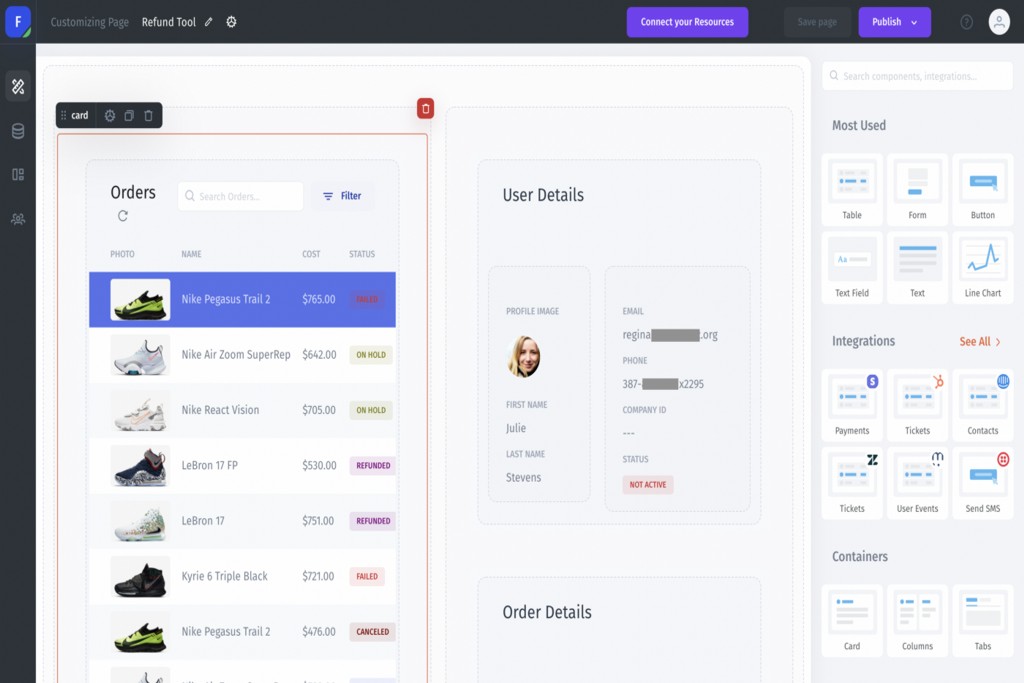 F
Customizing Page
Refund Tool
Connect your Resources
Save page
Publish
?
card
Orders
Search Orders...
Filter
PHOTO NAME COST STATUS
Nike Pegasus Trail 2 $765.00 FAILED
Nike Air Zoom SuperRep $642.00 ON HOLD
Nike React Vision $705.00 ON HOLD
LeBron 17 FP $530.00 REFUNDED
LeBron 17 $751.00 REFUNDED
Kyrie 6 Triple Black $721.00 FAILED
Nike Pegasus Trail 2 $476.00 CANCELED
User Details
PROFILE IMAGE
FIRST NAME
Julie
LAST NAME
Stevens
EMAIL
regina
.org
PHONE
387-
x2295
COMPANY ID
---
STATUS
NOT ACTIVE
Order Details
Search components, integrations...
Most Used
Table
Form
Button
Aa
Text Field
Text
Line Chart
Integrations
See All >
S
Payments
Tickets
Contacts
Tickets
User Events
Send SMS
Containers
Card
Columns
Tabs